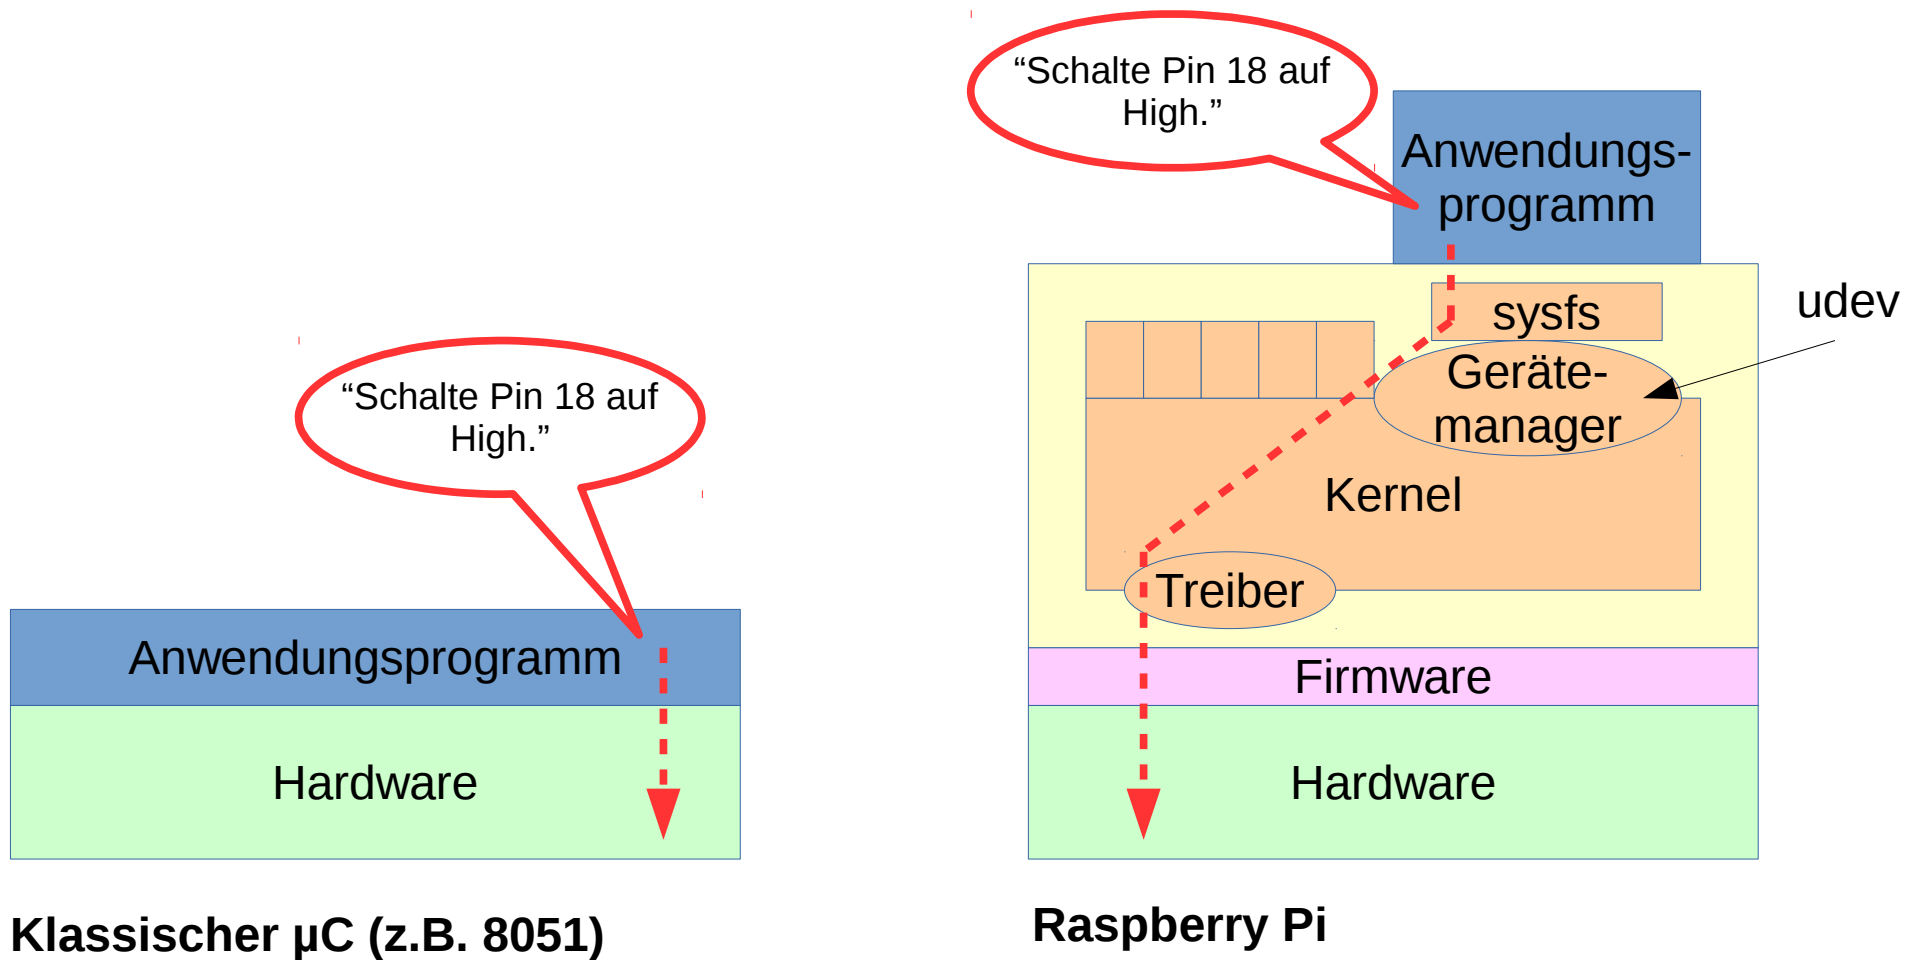 “Schalte Pin 18 auf
High.”
Anwendungsprogramm
Hardware
Klassischer µC (z.B. 8051)
“Schalte Pin 18 auf
High.”
Anwendungs-
programm
sysfs
udev
Geräte-
manager
Kernel
Treiber
Firmware
Hardware
Raspberry Pi